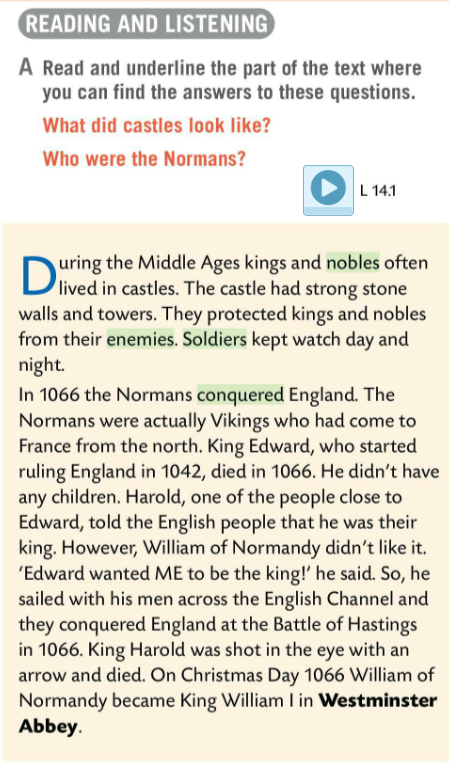 READING AND LISTENING
A Read and underline the part of the text where
you can find the answers to these questions.
What did castles look like?
Who were the Normans?
L 14.1
During the Middle Ages kings and nobles often
lived in castles. The castle had strong stone
walls and towers. They protected kings and nobles
from their enemies. Soldiers kept watch day and
night.
In 1066 the Normans conquered England. The
Normans were actually Vikings who had come to
France from the north. King Edward, who started
ruling England in 1042, died in 1066. He didn't have
any children. Harold, one of the people close to
Edward, told the English people that he was their
king. However, William of Normandy didn't like it.
‘Edward wanted ME to be the king!’ he said. So, he
sailed with his men across the English Channel and
they conquered England at the Battle of Hastings
in 1066. King Harold was shot in the eye with an
arrow and died. On Christmas Day 1066 William of
Normandy became King William I in Westminster
Abbey.